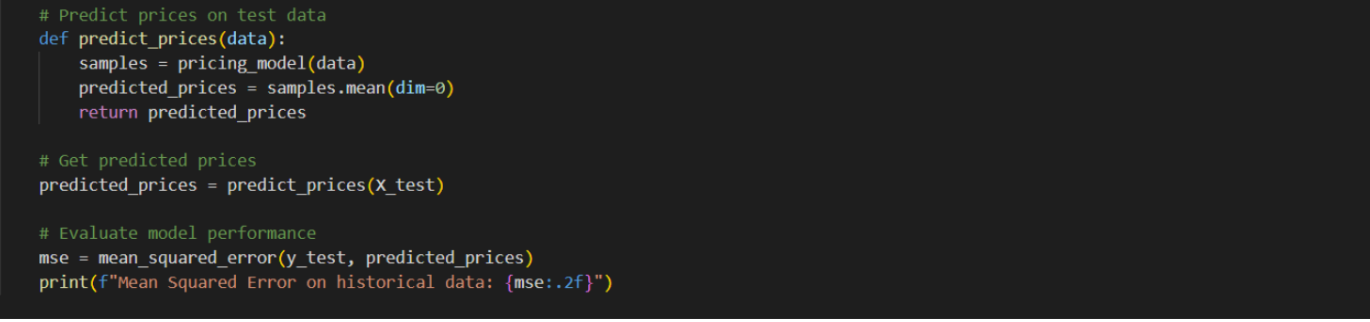 # Predict prices on test data
def predict_prices(data):
    samples = pricing_model(data)
    predicted_prices = samples.mean(dim=0)
    return predicted_prices

# Get predicted prices
predicted_prices = predict_prices(X_test)

# Evaluate model performance
mse = mean_squared_error(y_test, predicted_prices)
print(f"Mean Squared Error on historical data: {mse:.2f}")